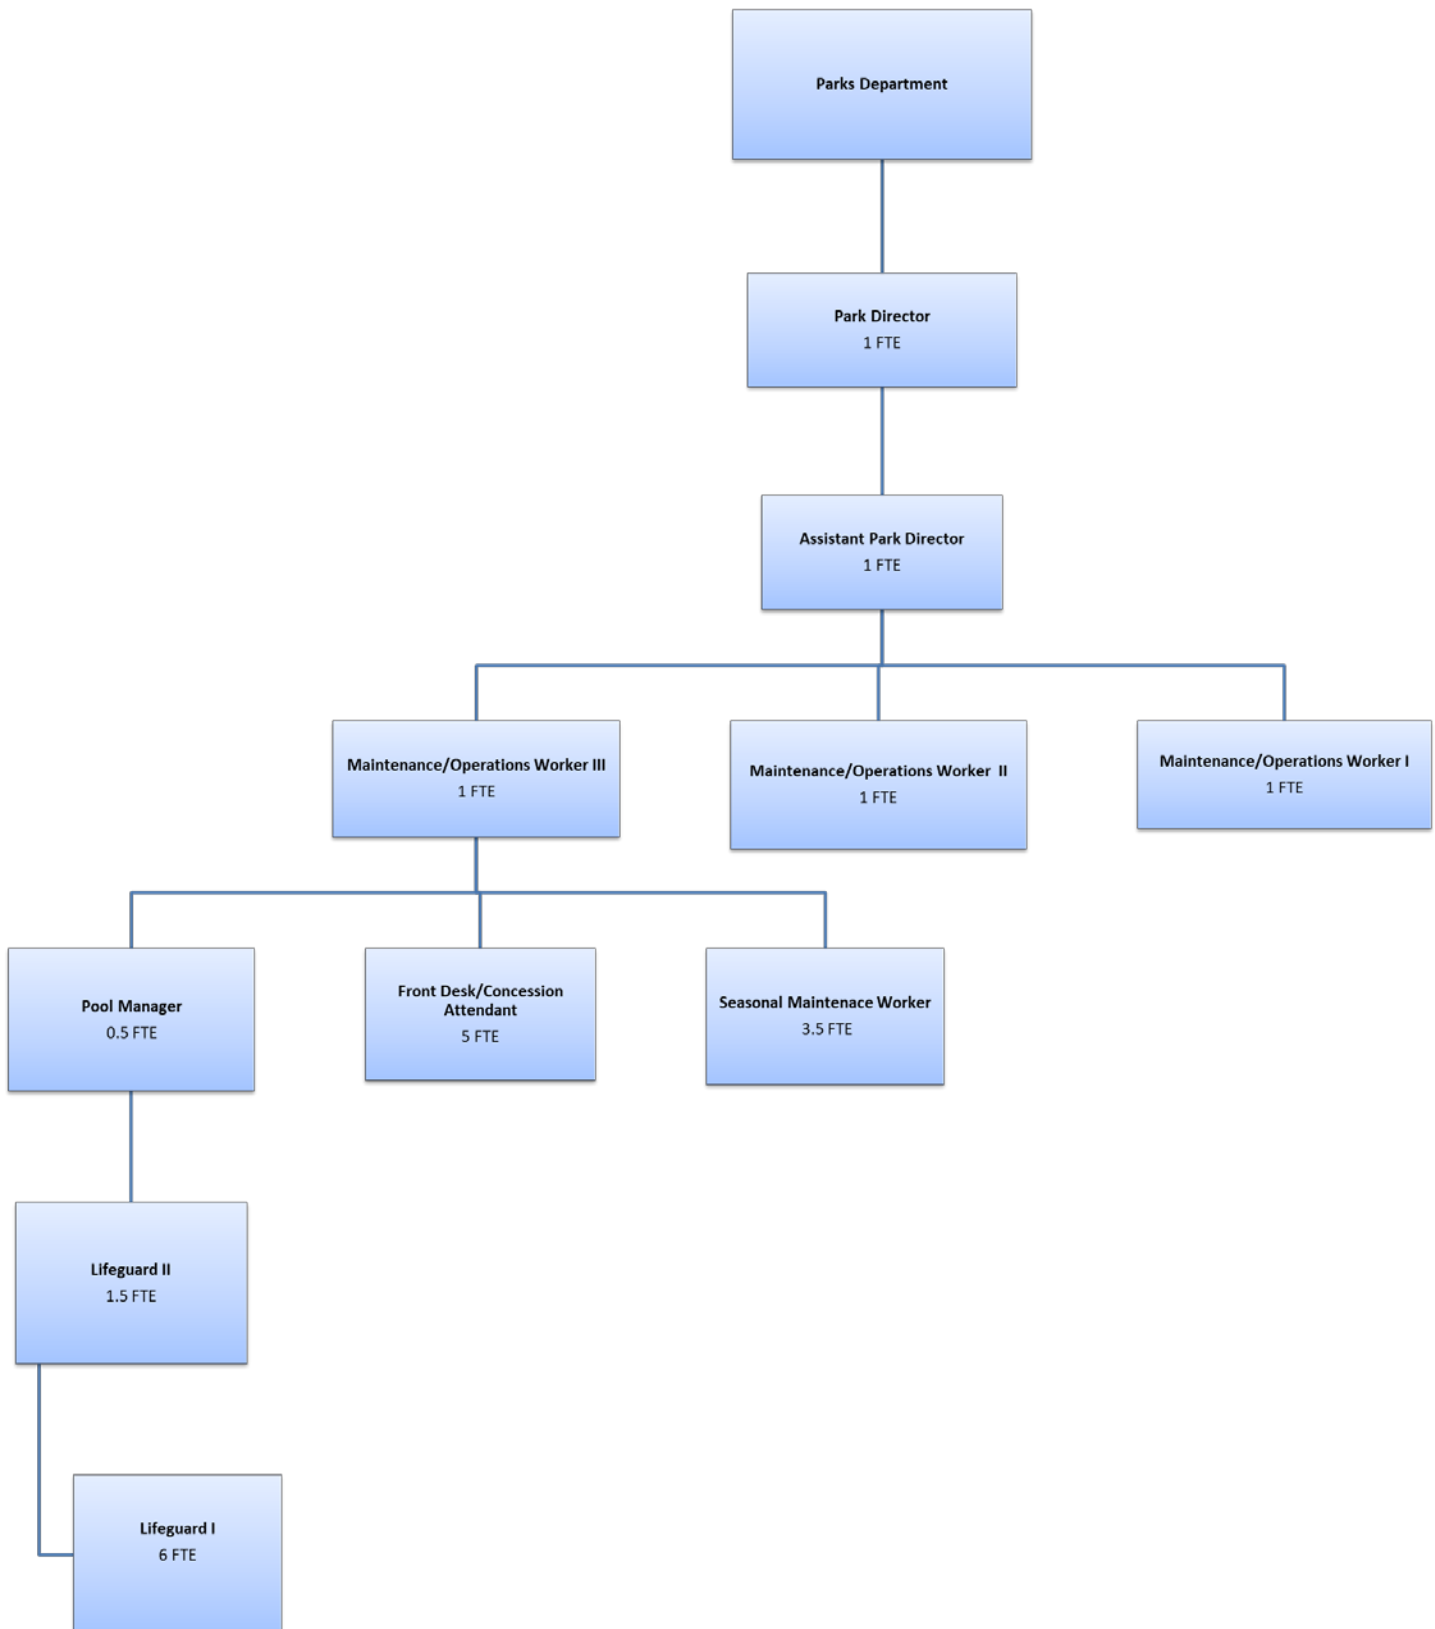 Parks Department
Park Director
1 FTE
Assistant Park Director
1 FTE
Maintenance/Operations Worker III
1 FTE
Maintenance/Operations Worker  II
1 FTE
Maintenance/Operations Worker I
1 FTE
Pool Manager
0.5 FTE
Front Desk/Concession
Attendant
5 FTE
Seasonal Maintenace Worker
3.5 FTE
Lifeguard II
1.5 FTE
Lifeguard I
6 FTE